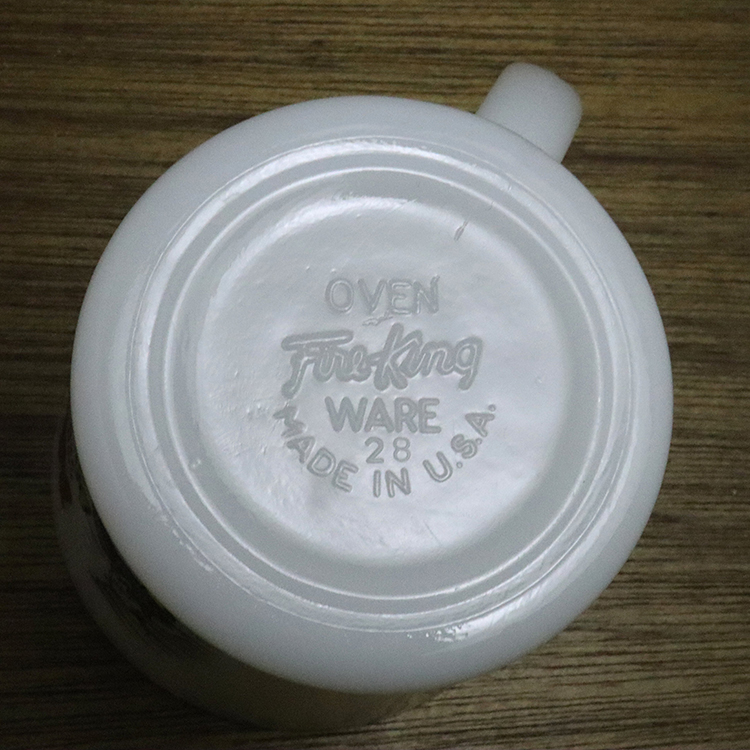 OVEN
Fire-King
WARE
28
MADE IN U.S.A.